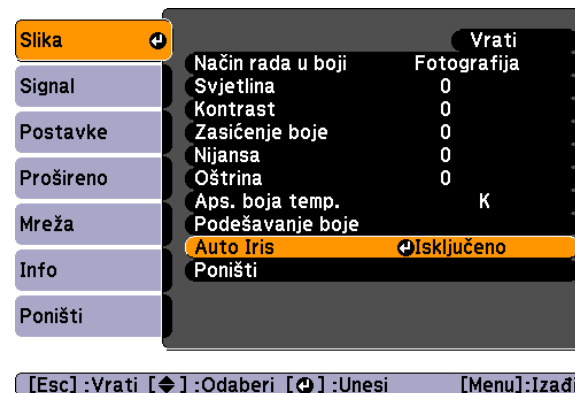 Slika
Signal
Postavke
Prošireno
Mreža
Info
Poništi
Vrati
Način rada u boji Fotografija
Svjetlina 0
Kontrast 0
Zasićenje boje 0
Nijansa 0
Oštrina 0
Aps. boja temp. K
Podešavanje boje
Auto Iris Isključeno
Poništi
[Esc] :Vrati [◆] :Odaberi [↵] :Unesi [Menu]:Izađi